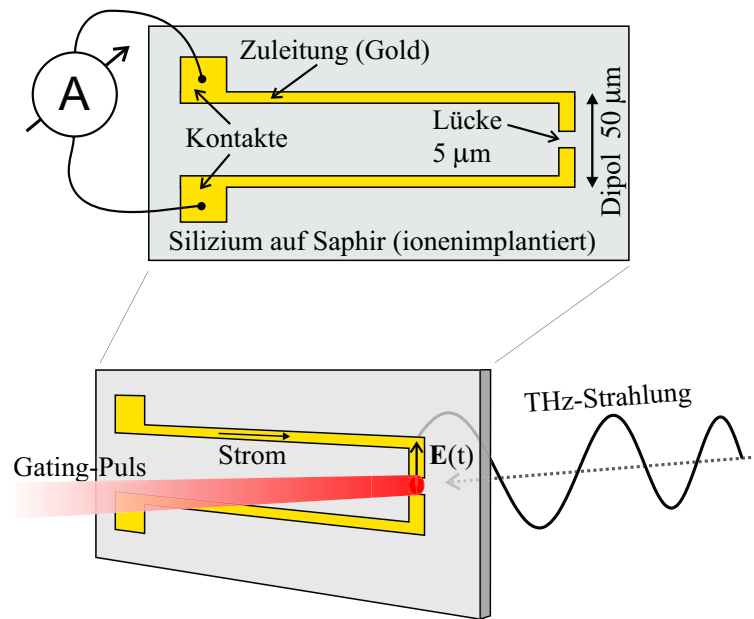 A
Zuleitung (Gold)
Kontakte
Lücke
5 µm
Dipol 50 µm
Silizium auf Saphir (ionenimplantiert)
THz-Strahlung
Gating-Puls
Strom
E(t)